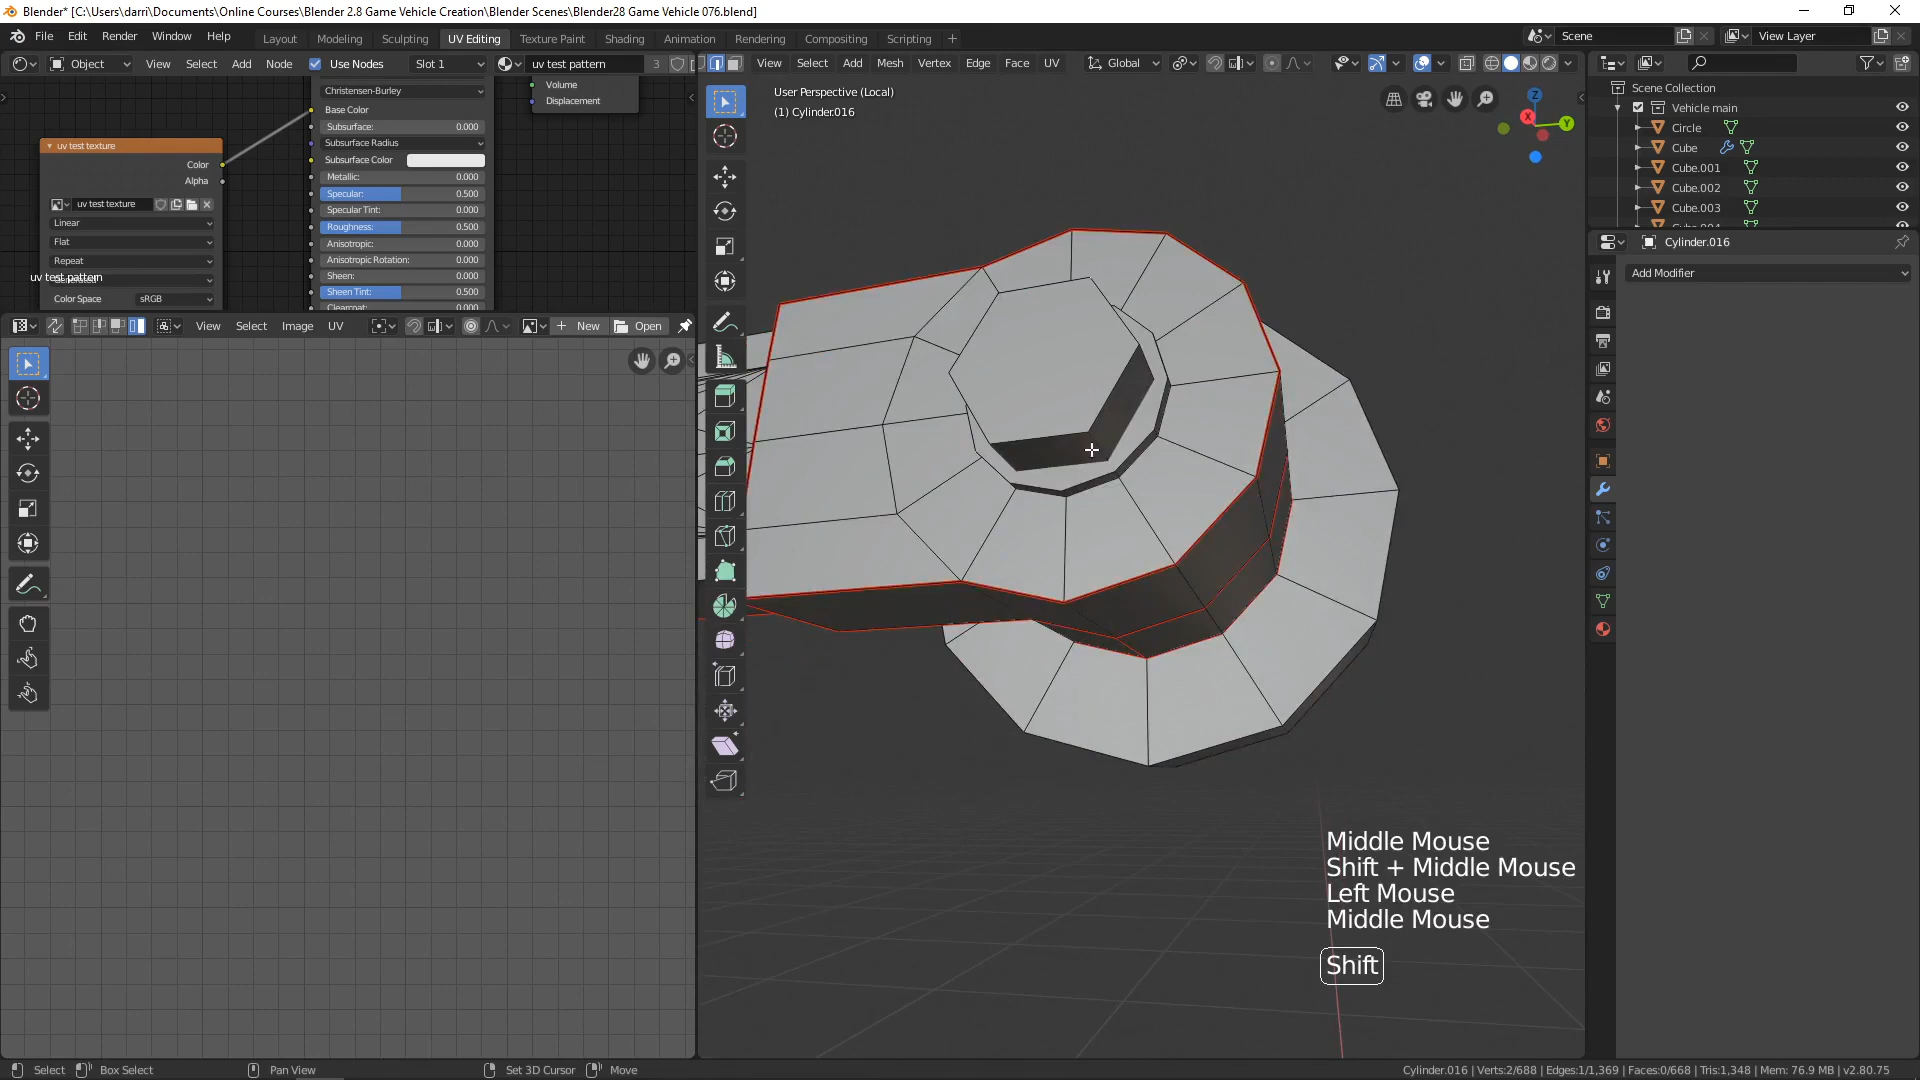 Blender* [C:\Users\darri\Documents\Online Courses\Blender 2.8 Game Vehicle Creation\Blender Scenes\Blender28 Game Vehicle 076.blend]
File Edit Render Window Help
Layout Modeling Sculpting UV Editing Texture Paint Shading Animation Rendering Compositing Scripting +
Scene
View Layer
Object View Select Add Node Use Nodes Slot 1 uv test pattern 3
View Select Add Mesh Vertex Edge Face UV Global
Christensen-Burley
Base Color
Subsurface: 0.000
Subsurface Radius
Subsurface Color
Metallic: 0.000
Specular: 0.500
Specular Tint: 0.000
Roughness: 0.500
Anisotropic: 0.000
Anisotropic Rotation: 0.000
Sheen: 0.000
Sheen Tint: 0.500
Clearcoat: 0.000
Volume
Displacement
uv test texture
Color
Alpha
uv test texture
Linear
Flat
Repeat
uv test pattern
Color Space sRGB
View Select Image UV New Open
User Perspective (Local)
(1) Cylinder.016
Z
X
Y
Scene Collection
Vehicle main
Circle
Cube
Cube.001
Cube.002
Cube.003
Cube.004
Cylinder.016
Add Modifier
Middle Mouse
Shift + Middle Mouse
Left Mouse
Middle Mouse
Shift
Select Box Select Pan View Set 3D Cursor Move
Cylinder.016 | Verts:2/688 | Edges:1/1,369 | Faces:0/668 | Tris:1,348 | Mem: 76.9 MB | v2.80.75